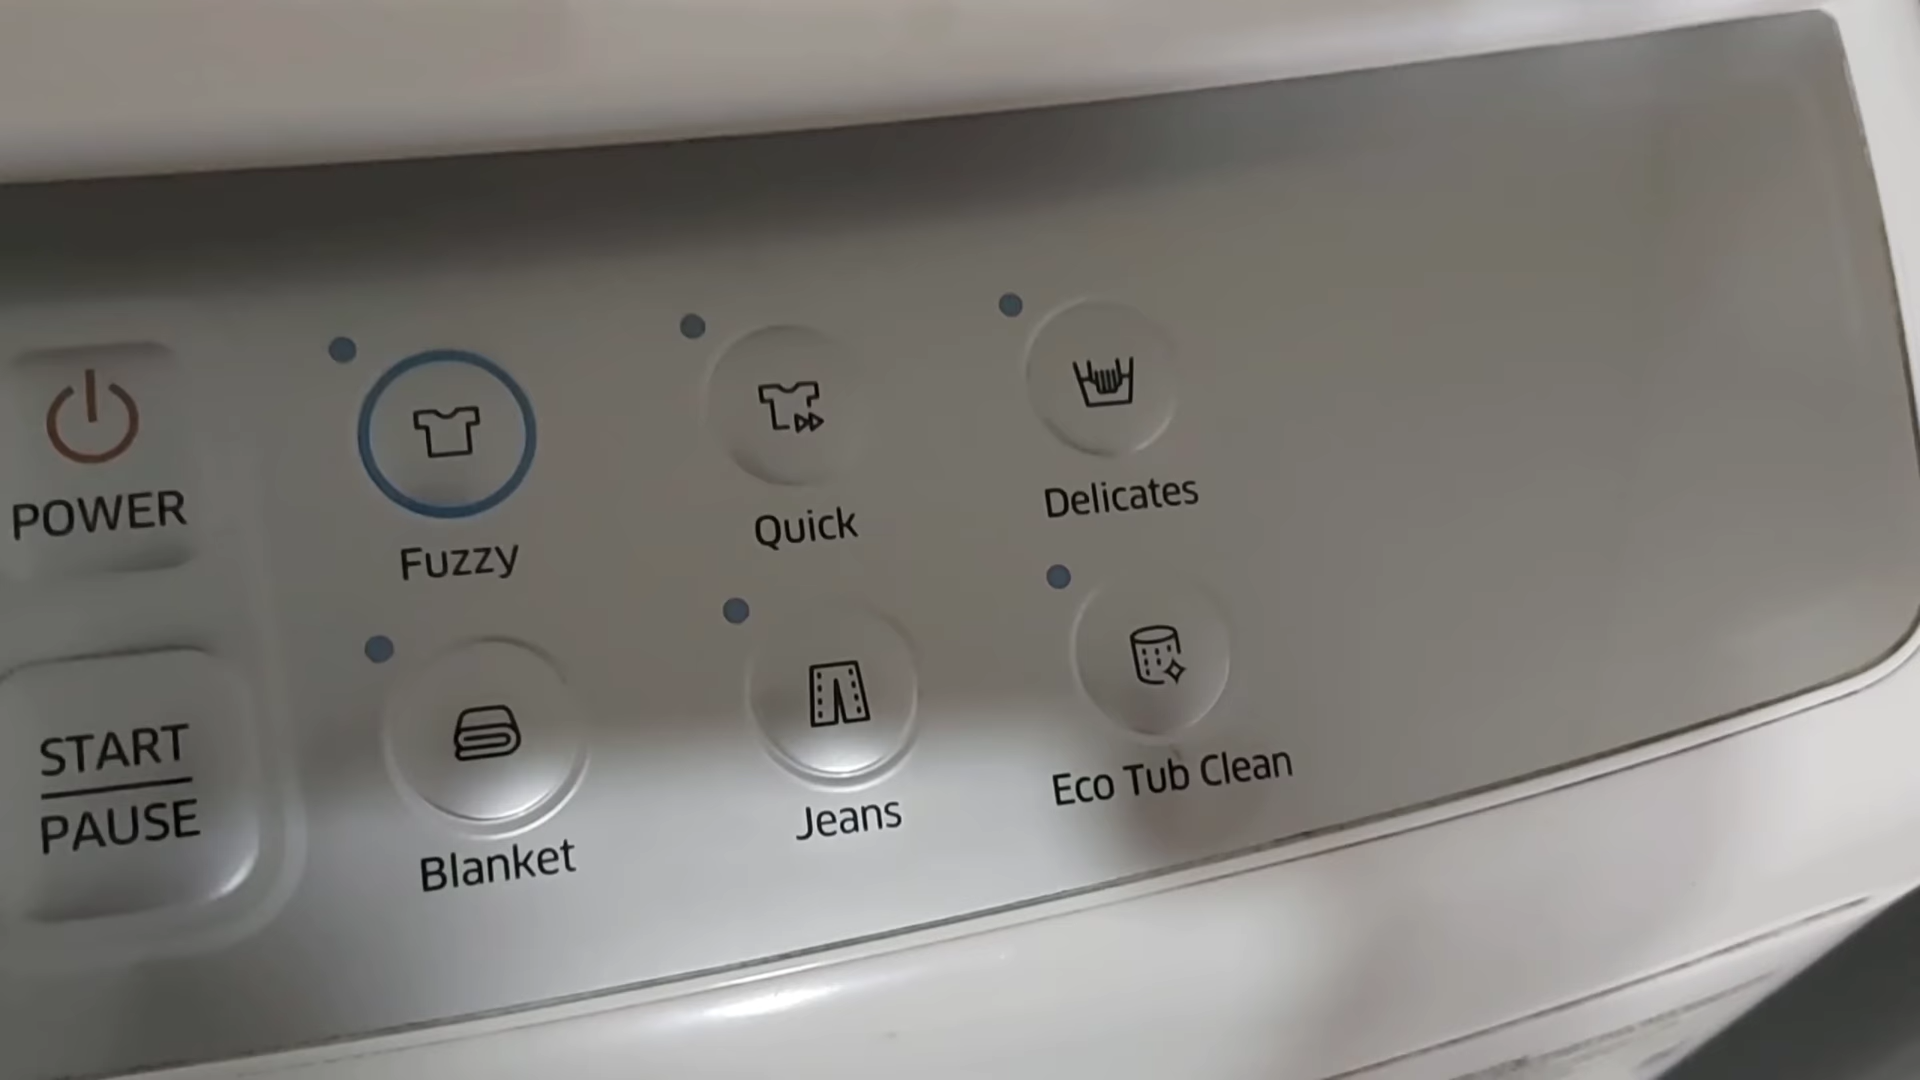 POWER
Fuzzy
Quick
Delicates
START
PAUSE
Blanket
Jeans
Eco Tub Clean